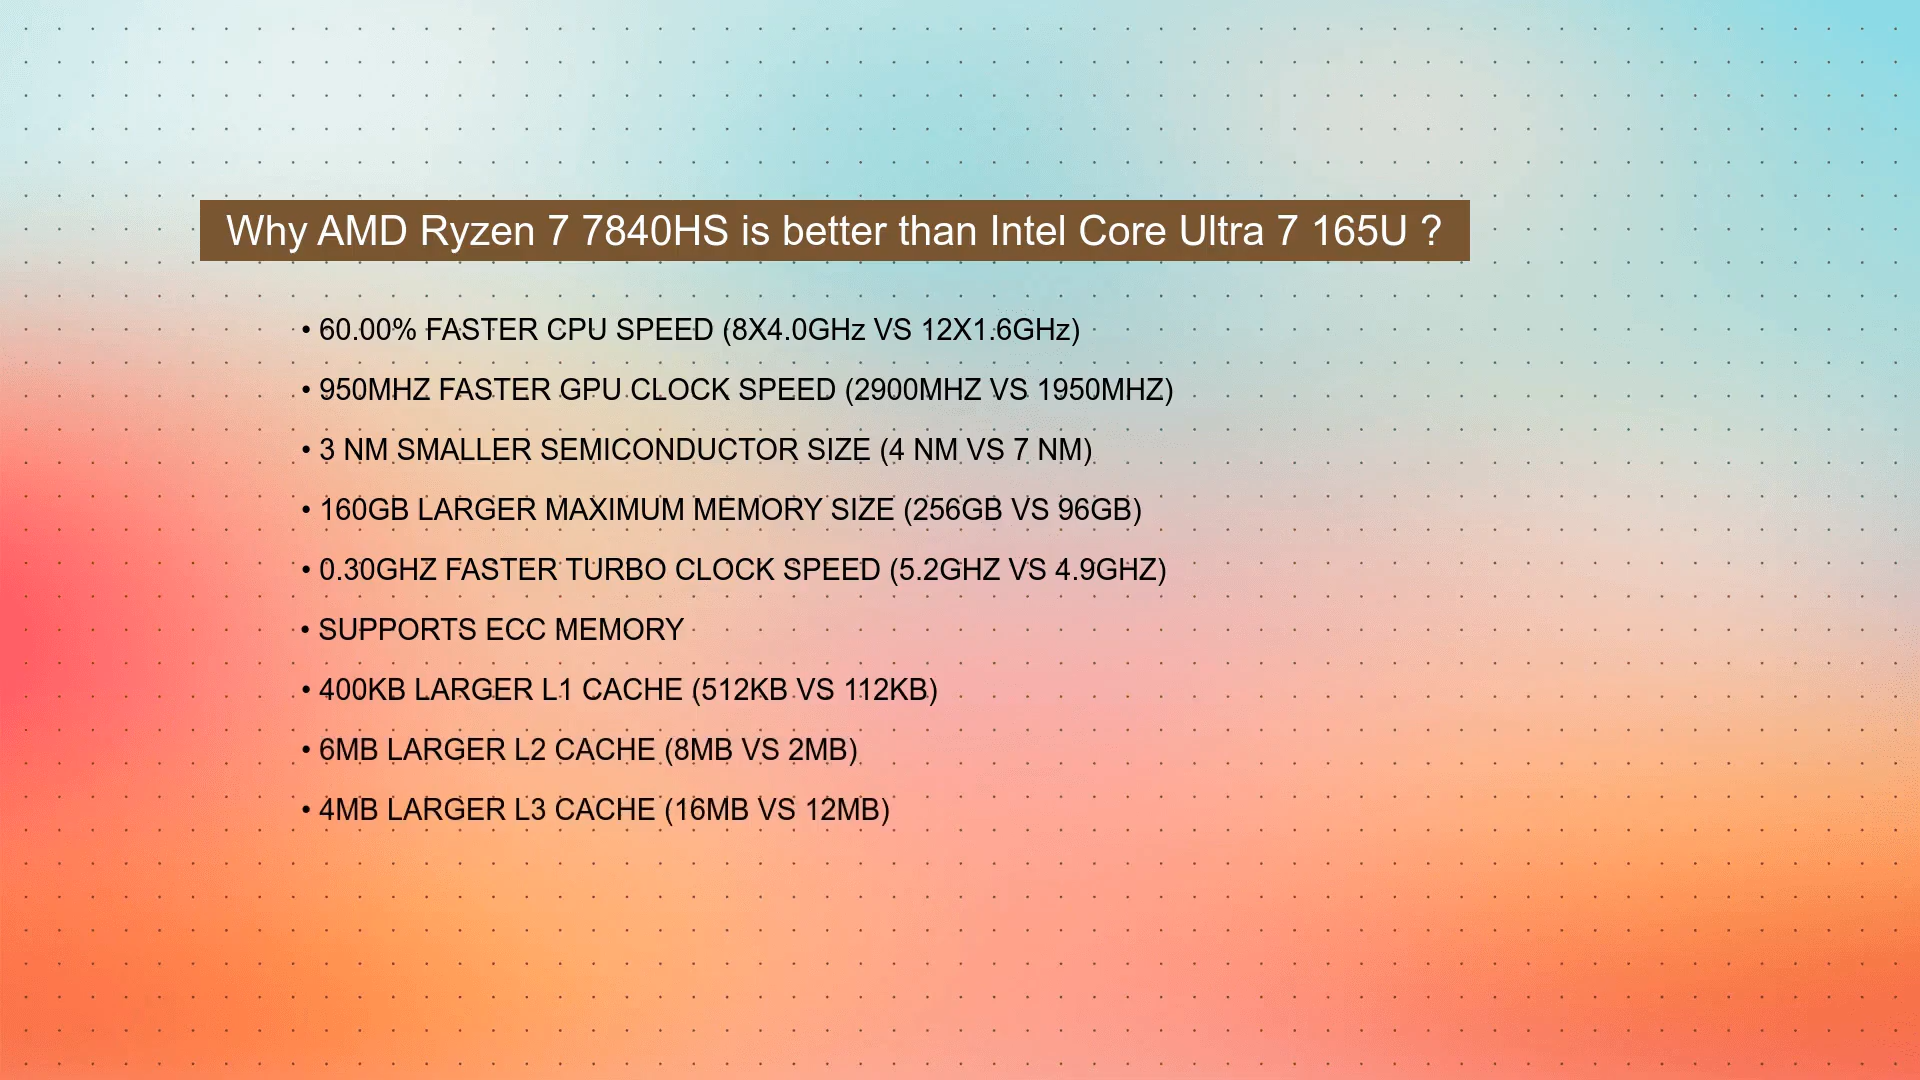 Why AMD Ryzen 7 7840HS is better than Intel Core Ultra 7 165U ?
• 60.00% FASTER CPU SPEED (8X4.0GHz VS 12X1.6GHz)
• 950MHZ FASTER GPU CLOCK SPEED (2900MHZ VS 1950MHZ)
• 3 NM SMALLER SEMICONDUCTOR SIZE (4 NM VS 7 NM)
• 160GB LARGER MAXIMUM MEMORY SIZE (256GB VS 96GB)
• 0.30GHZ FASTER TURBO CLOCK SPEED (5.2GHZ VS 4.9GHZ)
• SUPPORTS ECC MEMORY
• 400KB LARGER L1 CACHE (512KB VS 112KB)
• 6MB LARGER L2 CACHE (8MB VS 2MB)
• 4MB LARGER L3 CACHE (16MB VS 12MB)